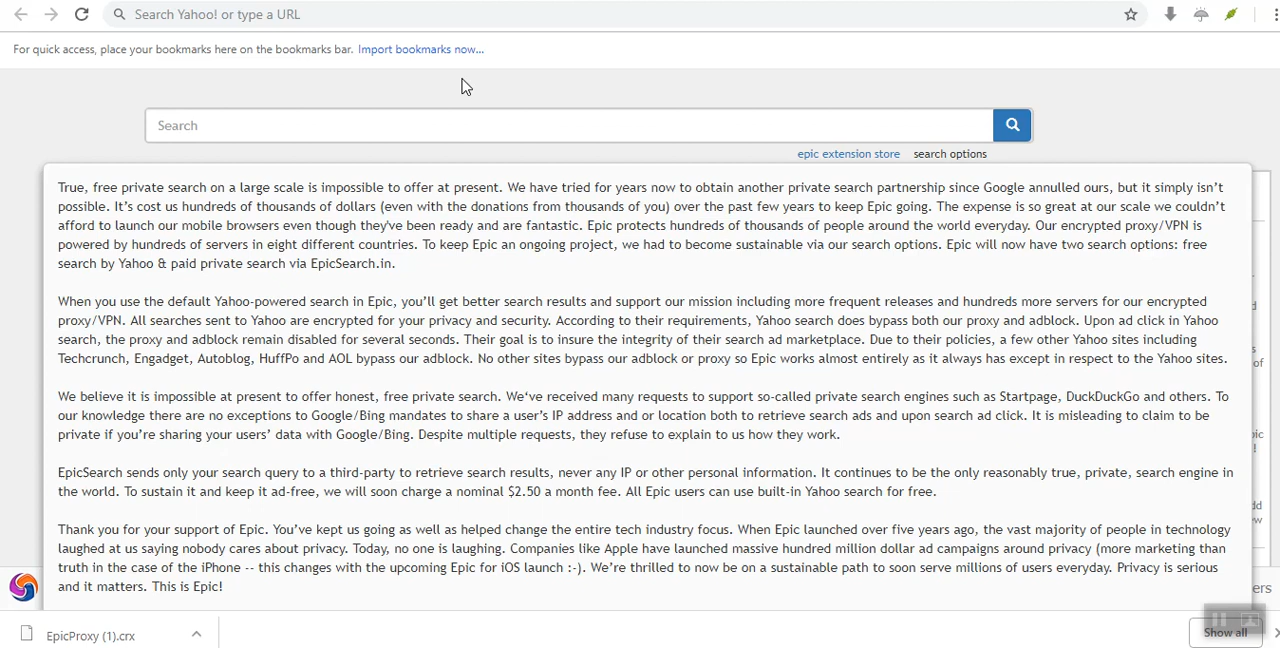 Search Yahoo! or type a URL
For quick access, place your bookmarks here on the bookmarks bar. Import bookmarks now...
Search
epic extension store search options
True, free private search on a large scale is impossible to offer at present. We have tried for years now to obtain another private search partnership since Google annulled ours, but it simply isn’t
possible. It’s cost us hundreds of thousands of dollars (even with the donations from thousands of you) over the past few years to keep Epic going. The expense is so great at our scale we couldn’t
afford to launch our mobile browsers even though they've been ready and are fantastic. Epic protects hundreds of thousands of people around the world everyday. Our encrypted proxy/VPN is
powered by hundreds of servers in eight different countries. To keep Epic an ongoing project, we had to become sustainable via our search options. Epic will now have two search options: free
search by Yahoo & paid private search via EpicSearch.in.
When you use the default Yahoo-powered search in Epic, you’ll get better search results and support our mission including more frequent releases and hundreds more servers for our encrypted
proxy/VPN. All searches sent to Yahoo are encrypted for your privacy and security. According to their requirements, Yahoo search does bypass both our proxy and adblock. Upon ad click in Yahoo
search, the proxy and adblock remain disabled for several seconds. Their goal is to insure the integrity of their search ad marketplace. Due to their policies, a few other Yahoo sites including
Techcrunch, Engadget, Autoblog, HuffPo and AOL bypass our adblock. No other sites bypass our adblock or proxy so Epic works almost entirely as it always has except in respect to the Yahoo sites.
We believe it is impossible at present to offer honest, free private search. We‘ve received many requests to support so-called private search engines such as Startpage, DuckDuckGo and others. To
our knowledge there are no exceptions to Google/Bing mandates to share a user’s IP address and or location both to retrieve search ads and upon search ad click. It is misleading to claim to be
private if you’re sharing your users’ data with Google/Bing. Despite multiple requests, they refuse to explain to us how they work.
EpicSearch sends only your search query to a third-party to retrieve search results, never any IP or other personal information. It continues to be the only reasonably true, private, search engine in
the world. To sustain it and keep it ad-free, we will soon charge a nominal $2.50 a month fee. All Epic users can use built-in Yahoo search for free.
Thank you for your support of Epic. You’ve kept us going as well as helped change the entire tech industry focus. When Epic launched over five years ago, the vast majority of people in technology
laughed at us saying nobody cares about privacy. Today, no one is laughing. Companies like Apple have launched massive hundred million dollar ad campaigns around privacy (more marketing than
truth in the case of the iPhone -- this changes with the upcoming Epic for iOS launch :-). We’re thrilled to now be on a sustainable path to soon serve millions of users everyday. Privacy is serious
and it matters. This is Epic!
EpicProxy (1).crx
Show all